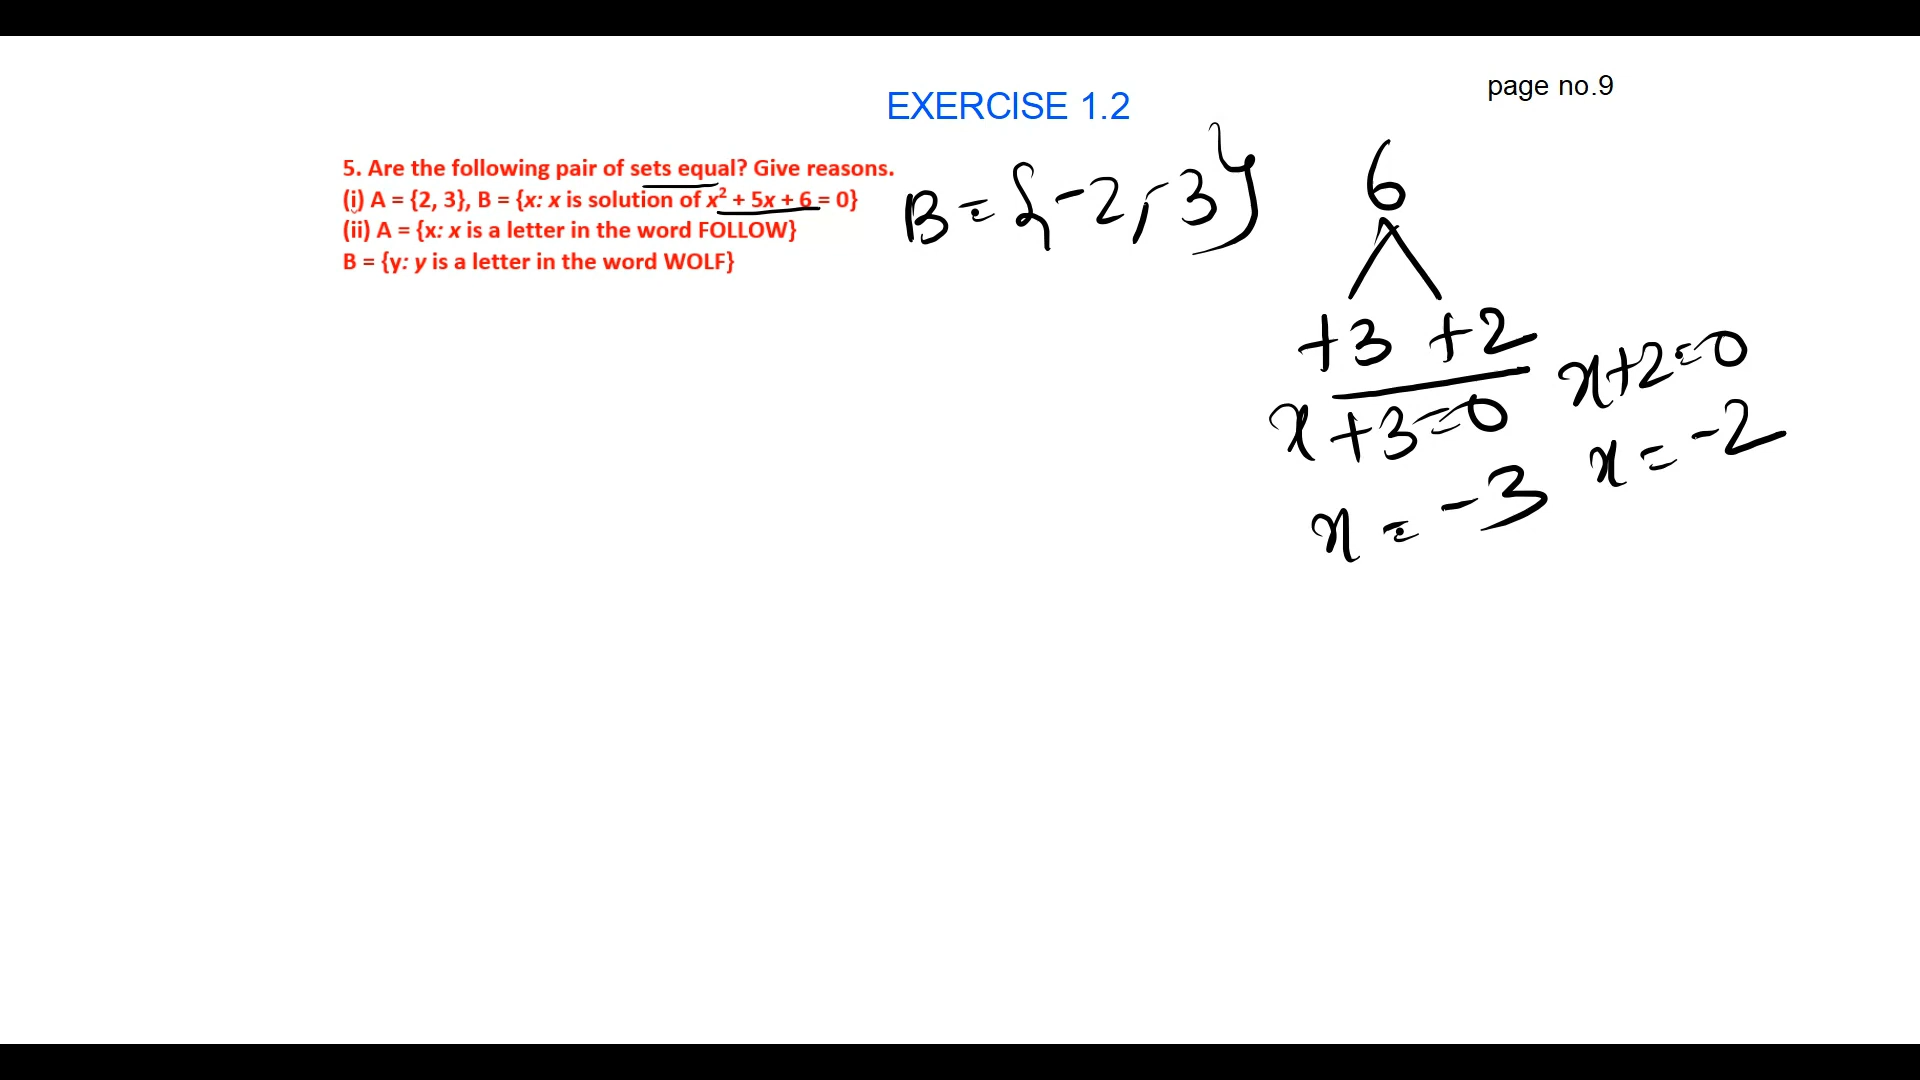 page no.9
EXERCISE 1.2
5. Are the following pair of sets equal? Give reasons.
(i) A = {2, 3}, B = {x: x is solution of x² + 5x + 6 = 0}
(ii) A = {x: x is a letter in the word FOLLOW}
B = {y: y is a letter in the word WOLF}
B = {-2, -3}
6
+3 +2
x+3=0
x = -3
x+2=0
x = -2